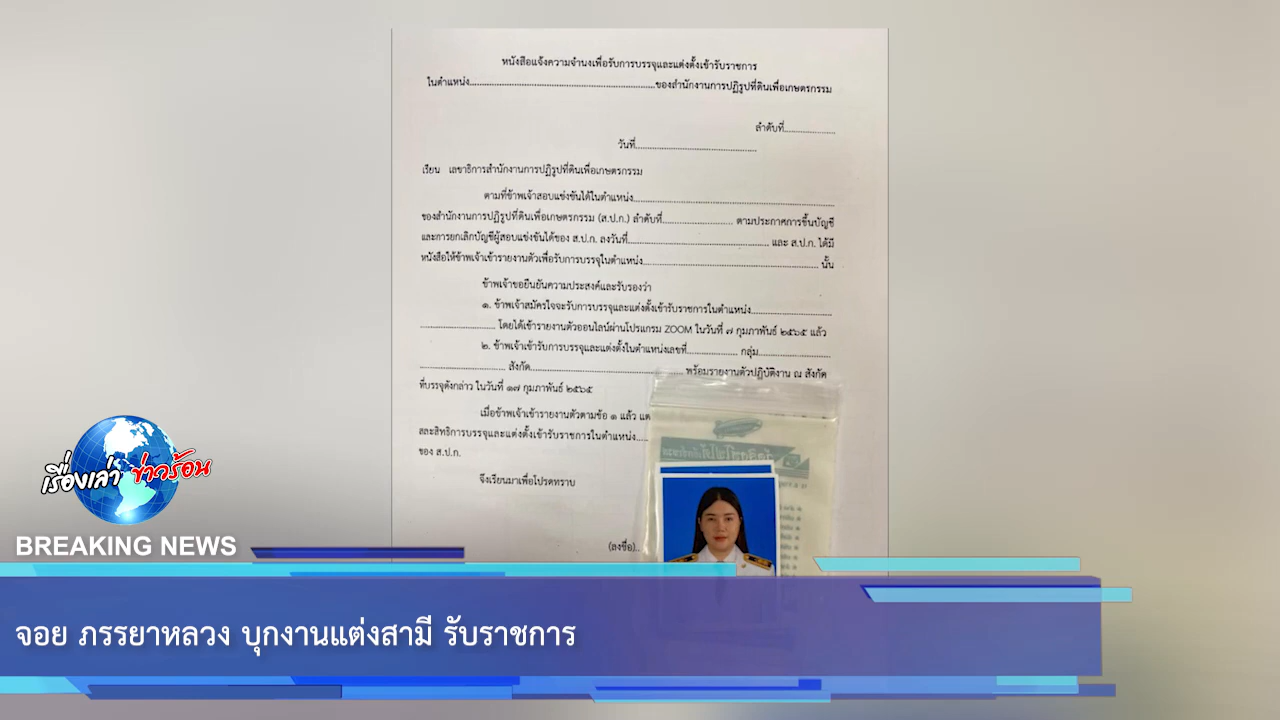 หนังสือแจ้งความจำนงเพื่อรับการบรรจุและแต่งตั้งเข้ารับราชการ
ในตำแหน่ง..............................ของสำนักงานการปฏิรูปที่ดินเพื่อเกษตรกรรม
ลำดับที่....................
วันที่..............................
เรียน เลขาธิการสำนักงานการปฏิรูปที่ดินเพื่อเกษตรกรรม
ตามที่ข้าพเจ้าสอบแข่งขันได้ในตำแหน่ง..............................
ของสำนักงานการปฏิรูปที่ดินเพื่อเกษตรกรรม (ส.ป.ก.) ลำดับที่.................... ตามประกาศการขึ้นบัญชี
และการยกเลิกบัญชีผู้สอบแข่งขันได้ของ ส.ป.ก. ลงวันที่.............................. และ ส.ป.ก. ได้มี
หนังสือให้ข้าพเจ้าเข้ารายงานตัวเพื่อรับการบรรจุในตำแหน่ง.............................. นั้น
ข้าพเจ้าขอยืนยันความประสงค์และรับรองว่า
๑. ข้าพเจ้าสมัครใจจะรับการบรรจุและแต่งตั้งเข้ารับราชการในตำแหน่ง....................
.................... โดยได้เข้ารายงานตัวออนไลน์ผ่านโปรแกรม ZOOM ในวันที่ ๗ กุมภาพันธ์ ๒๕๖๕ แล้ว
๒. ข้าพเจ้าเข้ารับการบรรจุและแต่งตั้งในตำแหน่งเลขที่.................... กลุ่ม....................
.................... สังกัด.............................. พร้อมรายงานตัวปฏิบัติงาน ณ สังกัด
ที่บรรจุดังกล่าว ในวันที่ ๑๗ กุมภาพันธ์ ๒๕๖๕
เมื่อข้าพเจ้าเข้ารายงานตัวตามข้อ ๑ แล้ว
สละสิทธิการบรรจุและแต่งตั้งเข้ารับราชการในตำแหน่ง....
ของ ส.ป.ก.
จึงเรียนมาเพื่อโปรดทราบ
(ลงชื่อ)..
เรื่องเล่า ข่าวร้อน
BREAKING NEWS
จอย ภรรยาหลวง บุกงานแต่งสามี รับราชการ